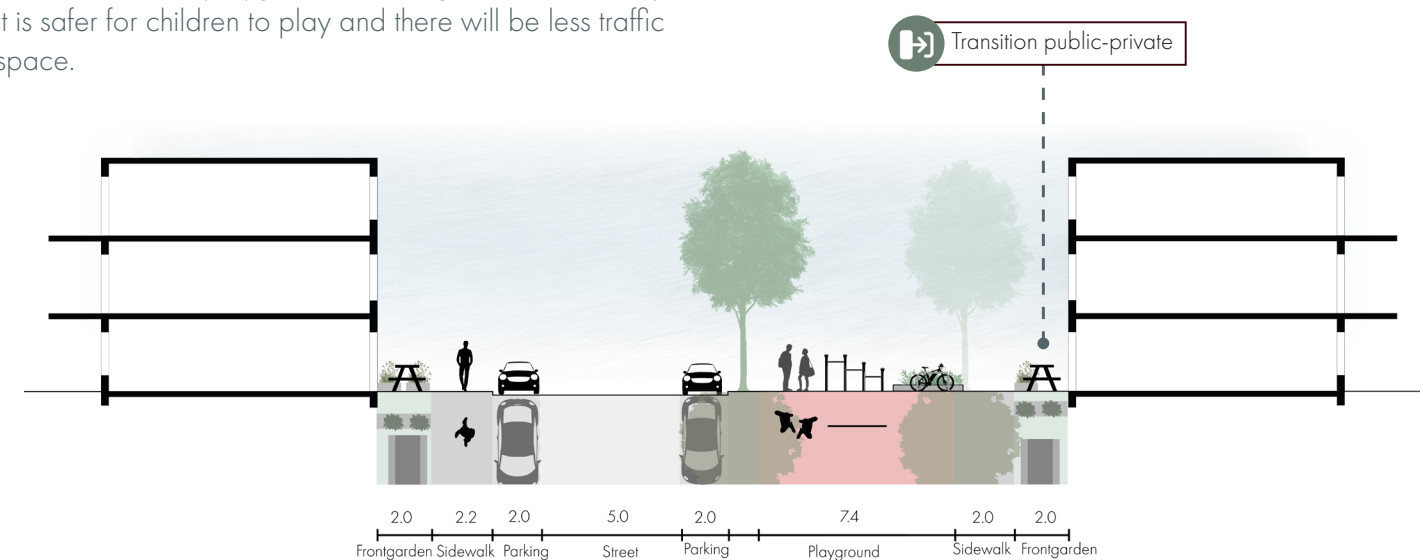 t is safer for children to play and there will be less traffic
space.
Transition public-private
2.0 2.2 2.0 5.0 2.0 7.4 2.0 2.0
Frontgarden Sidewalk Parking Street Parking Playground Sidewalk Frontgarden